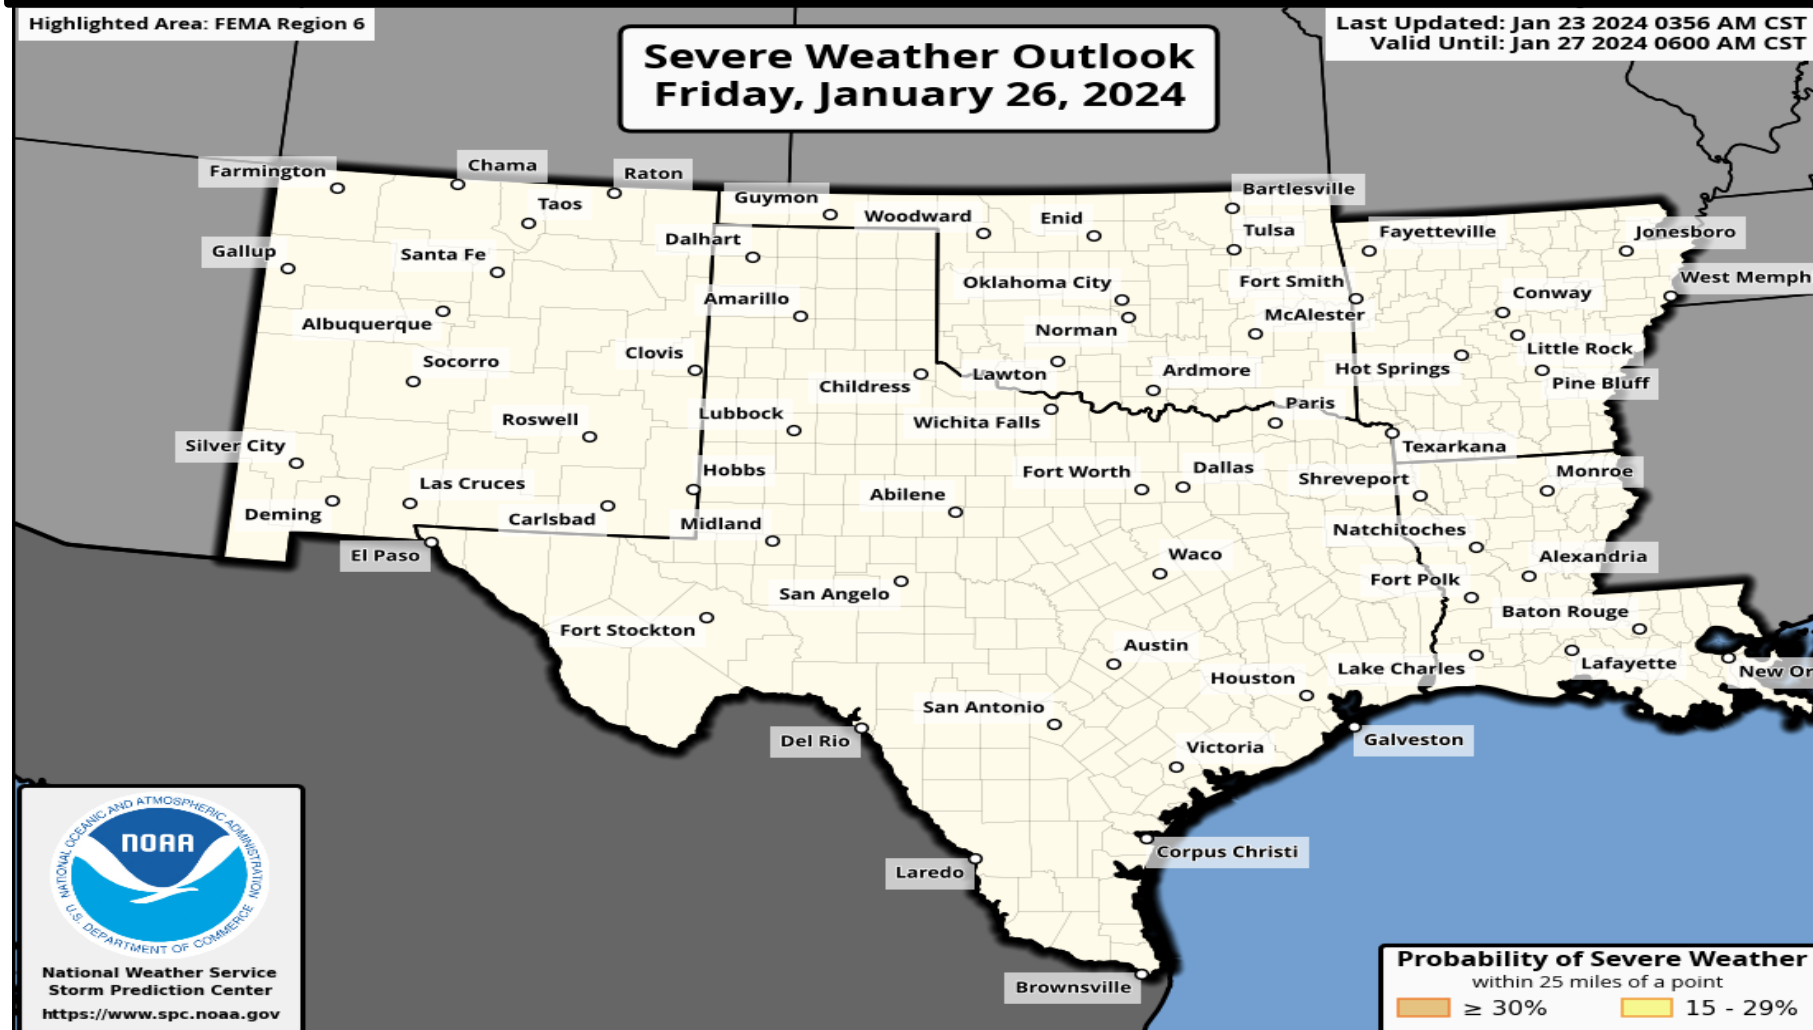 Highlighted Area: FEMA Region 6
Severe Weather Outlook
Friday, January 26, 2024
Last Updated: Jan 23 2024 0356 AM CST
Valid Until: Jan 27 2024 0600 AM CST
Farmington
Chama
Raton
Taos
Guymon
Woodward
Enid
Bartlesville
Tulsa
Fayetteville
Jonesboro
Gallup
Santa Fe
Dalhart
Oklahoma City
Fort Smith
Conway
West Memph
Amarillo
Albuquerque
Norman
McAlester
Little Rock
Socorro
Clovis
Childress
Lawton
Ardmore
Hot Springs
Pine Bluff
Roswell
Lubbock
Wichita Falls
Paris
Texarkana
Silver City
Las Cruces
Hobbs
Fort Worth
Dallas
Shreveport
Monroe
Deming
Carlsbad
Midland
Abilene
Natchitoches
El Paso
Waco
Alexandria
San Angelo
Fort Polk
Fort Stockton
Baton Rouge
Austin
Lake Charles
Lafayette
New Or
Houston
San Antonio
Del Rio
Victoria
Galveston
Corpus Christi
Laredo
Brownsville
NATIONAL OCEANIC AND ATMOSPHERIC ADMINISTRATION
NOAA
U.S. DEPARTMENT OF COMMERCE
National Weather Service
Storm Prediction Center
https://www.spc.noaa.gov
Probability of Severe Weather
within 25 miles of a point
≥ 30% 15 - 29%